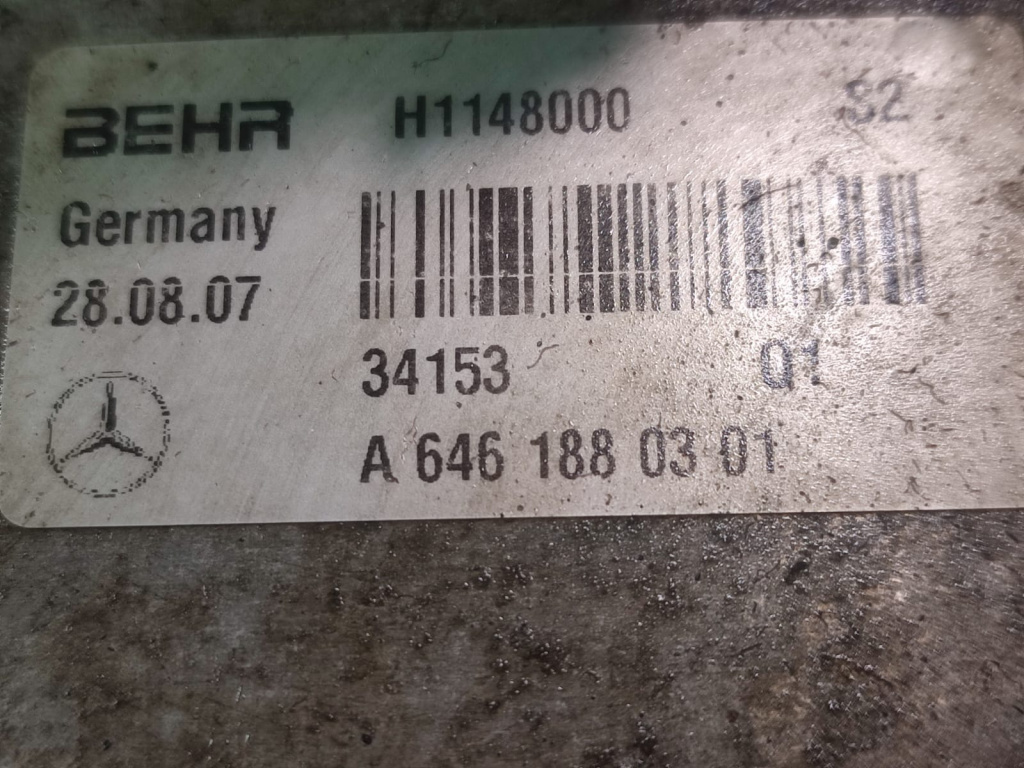 BEHR H1148000 S2
Germany
28.08.07
34153 Q1
A 646 188 03 01